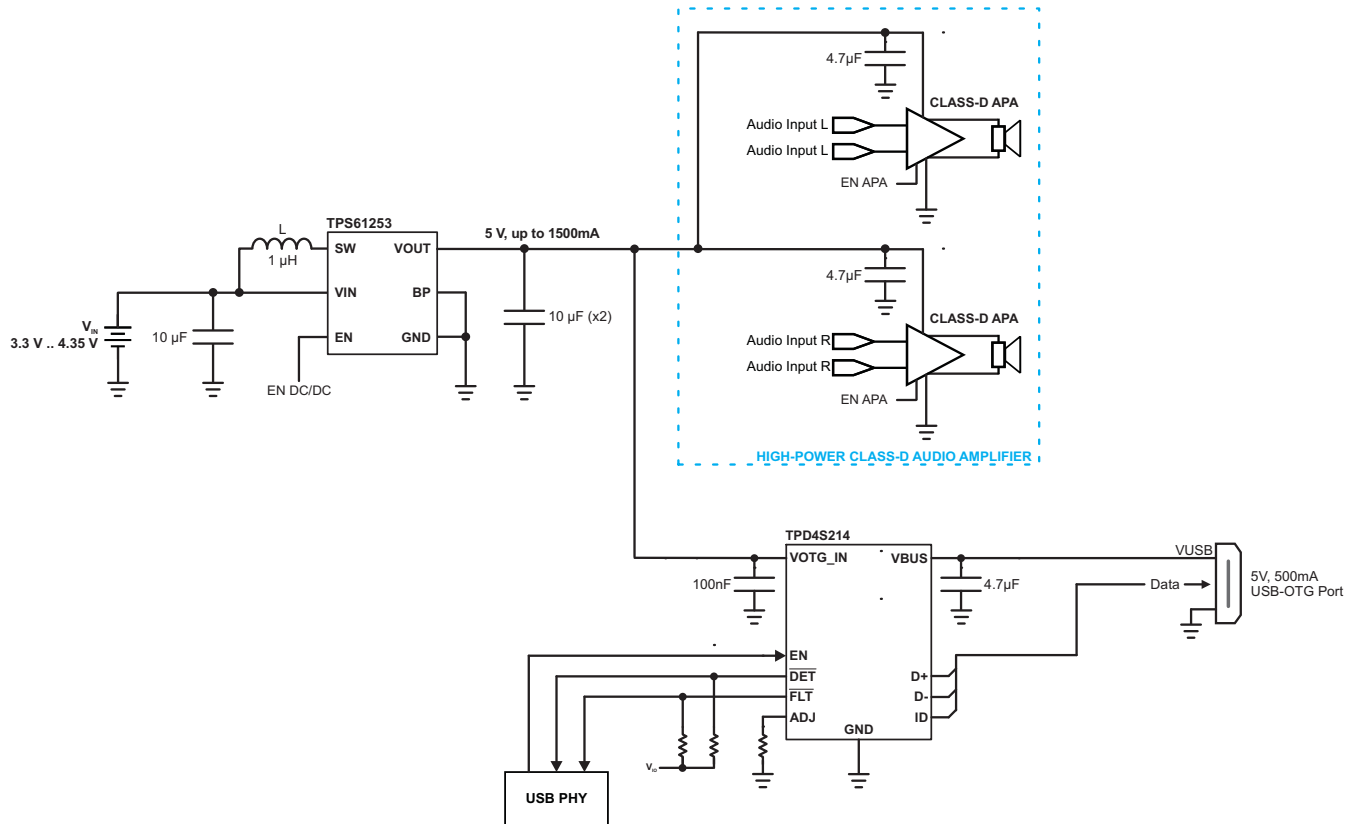 4.7µF
CLASS-D APA
Audio Input L
Audio Input L
EN APA
TPS61253
L
1 µH
SW
VOUT
5 V, up to 1500mA
VIN
BP
EN
GND
V_IN
3.3 V .. 4.35 V
10 µF
EN DC/DC
10 µF (x2)
4.7µF
CLASS-D APA
Audio Input R
Audio Input R
EN APA
HIGH-POWER CLASS-D AUDIO AMPLIFIER
TPD4S214
VOTG_IN
VBUS
100nF
4.7µF
VUSB
Data
5V, 500mA
USB-OTG Port
EN
DET
FLT
ADJ
D+
D-
ID
GND
V_IO
USB PHY